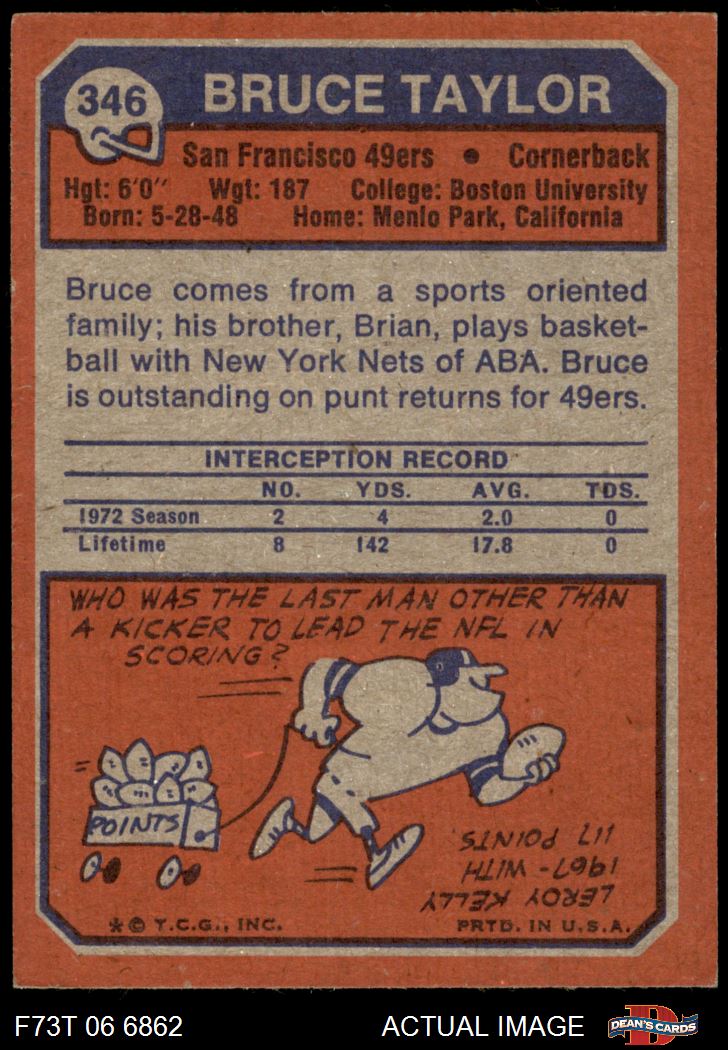 346
BRUCE TAYLOR
San Francisco 49ers • Cornerback
Hgt: 6'0" Wgt: 187 College: Boston University
Born: 5-28-48 Home: Menlo Park, California
Bruce comes from a sports oriented
family; his brother, Brian, plays basket-
ball with New York Nets of ABA. Bruce
is outstanding on punt returns for 49ers.
INTERCEPTION RECORD
NO. YDS. AVG. TDS.
1972 Season 2 4 2.0 0
Lifetime 8 142 17.8 0
WHO WAS THE LAST MAN OTHER THAN
A KICKER TO LEAD THE NFL IN
SCORING?
POINTS
LEROY KELLY
1967 - WITH
117 POINTS.
* © T.C.G., INC. PRTD. IN U.S.A.
F73T 06 6862 ACTUAL IMAGE D DEAN'S CARDS